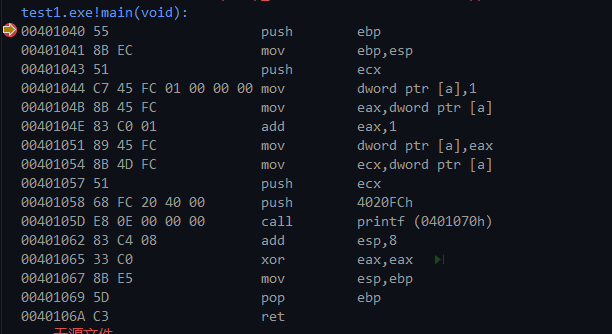 test1.exe!main(void):
00401040 55 push ebp
00401041 8B EC mov ebp,esp
00401043 51 push ecx
00401044 C7 45 FC 01 00 00 00 mov dword ptr [a],1
0040104B 8B 45 FC mov eax,dword ptr [a]
0040104E 83 C0 01 add eax,1
00401051 89 45 FC mov dword ptr [a],eax
00401054 8B 4D FC mov ecx,dword ptr [a]
00401057 51 push ecx
00401058 68 FC 20 40 00 push 4020FCh
0040105D E8 0E 00 00 00 call printf (0401070h)
00401062 83 C4 08 add esp,8
00401065 33 C0 xor eax,eax
00401067 8B E5 mov esp,ebp
00401069 5D pop ebp
0040106A C3 ret
无源文件